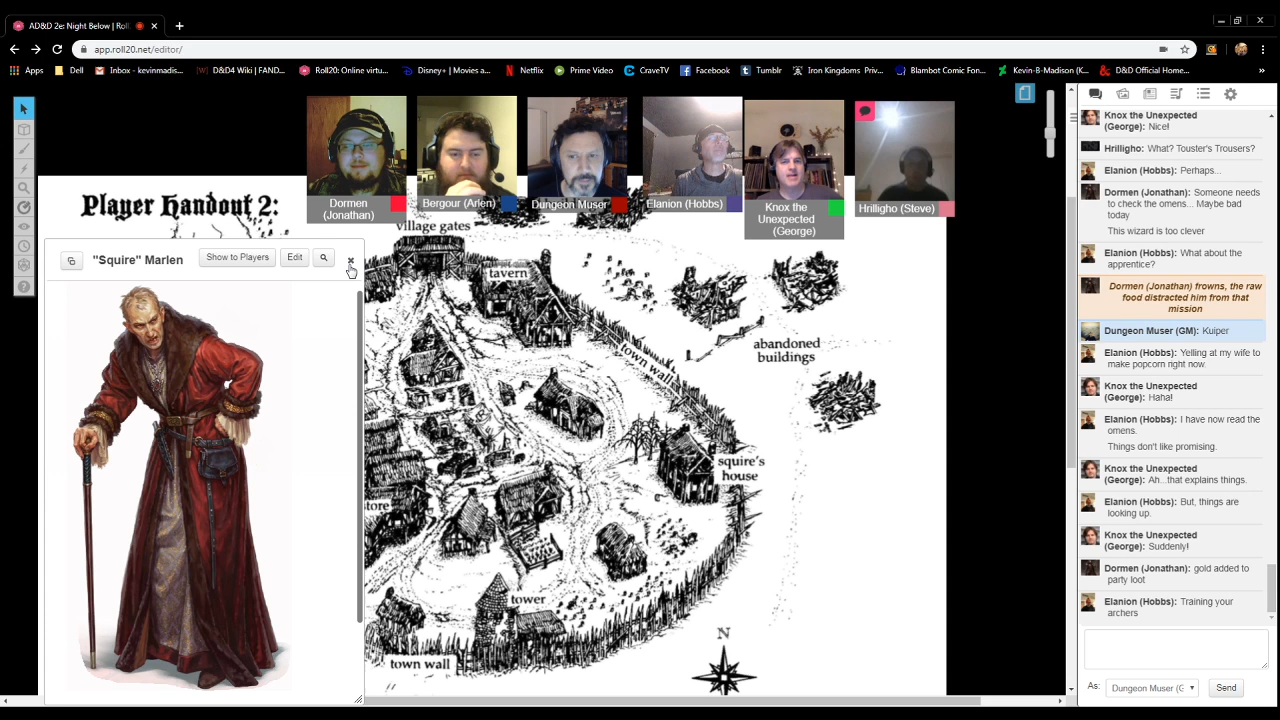 AD&D 2e: Night Below | Roll
app.roll20.net/editor/
Apps
Dell
Inbox - kevinmadis...
D&D4 Wiki | FAND...
Roll20: Online virtu...
Disney+ | Movies a...
Netflix
Prime Video
CraveTV
Facebook
Tumblr
Iron Kingdoms Priv...
Blambot Comic Fon...
Kevin-B-Madison (K...
D&D Official Home...
»
Dormen
(Jonathan)
Bergour (Arlen)
Dungeon Muser
Elanion (Hobbs)
Knox the
Unexpected
(George)
Hrilligho (Steve)
Player Handout 2:
"Squire" Marlen
Show to Players
Edit
village gates
tavern
town wall
abandoned
buildings
squire's
house
store
tower
town wall
N
Knox the Unexpected
(George): Nice!
Hrilligho: What? Touster's Trousers?
Elanion (Hobbs): Perhaps...
Dormen (Jonathan): Someone needs
to check the omens... Maybe bad
today
This wizard is too clever
Elanion (Hobbs): What about the
apprentice?
Dormen (Jonathan) frowns, the raw
food distracted him from that
mission
Dungeon Muser (GM): Kuiper
Elanion (Hobbs): Yelling at my wife to
make popcorn right now.
Knox the Unexpected
(George): Haha!
Elanion (Hobbs): I have now read the
omens.
Things don't like promising.
Knox the Unexpected
(George): Ah...that explains things.
Elanion (Hobbs): But, things are
looking up.
Knox the Unexpected
(George): Suddenly!
Dormen (Jonathan): gold added to
party loot
Elanion (Hobbs): Training your
archers
As:
Dungeon Muser (G
Send